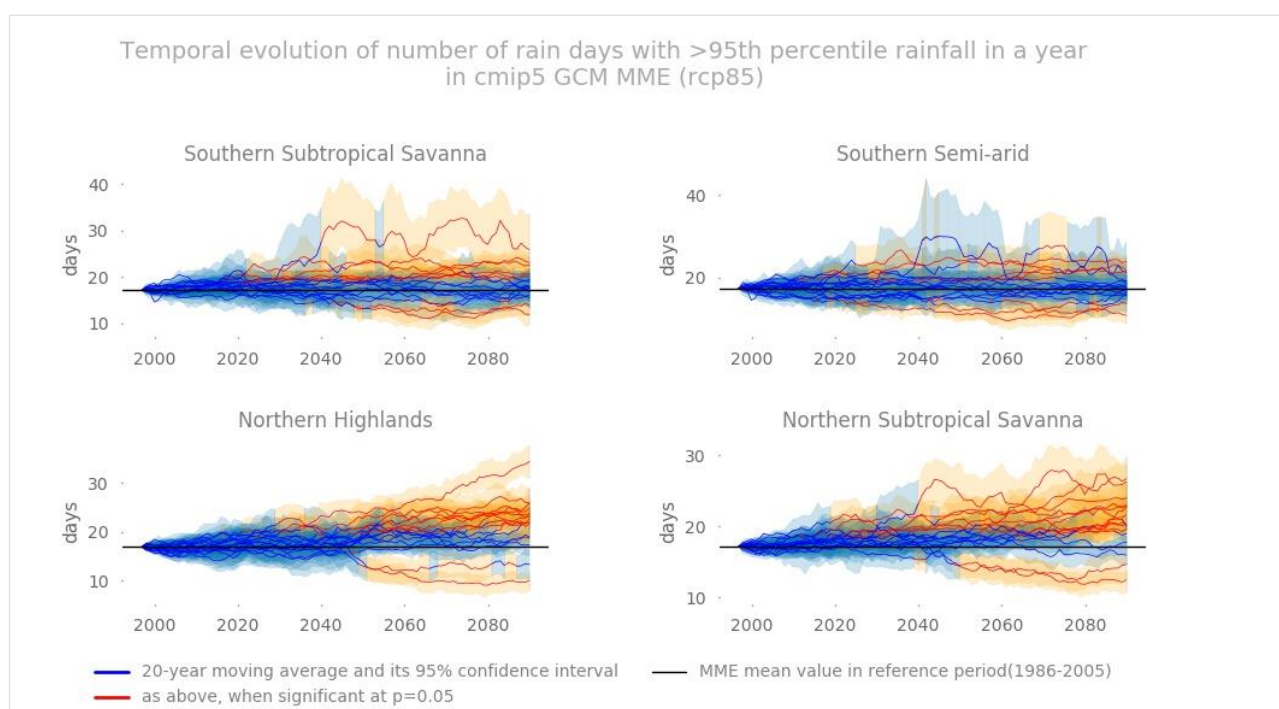 Temporal evolution of number of rain days with >95th percentile rainfall in a year
in cmip5 GCM MME (rcp85)
Southern Subtropical Savanna
40
30
20
10
days
2000 2020 2040 2060 2080
Southern Semi-arid
40
20
days
2000 2020 2040 2060 2080
Northern Highlands
30
20
10
days
2000 2020 2040 2060 2080
Northern Subtropical Savanna
30
20
10
days
2000 2020 2040 2060 2080
20-year moving average and its 95% confidence interval
as above, when significant at p=0.05
MME mean value in reference period(1986-2005)